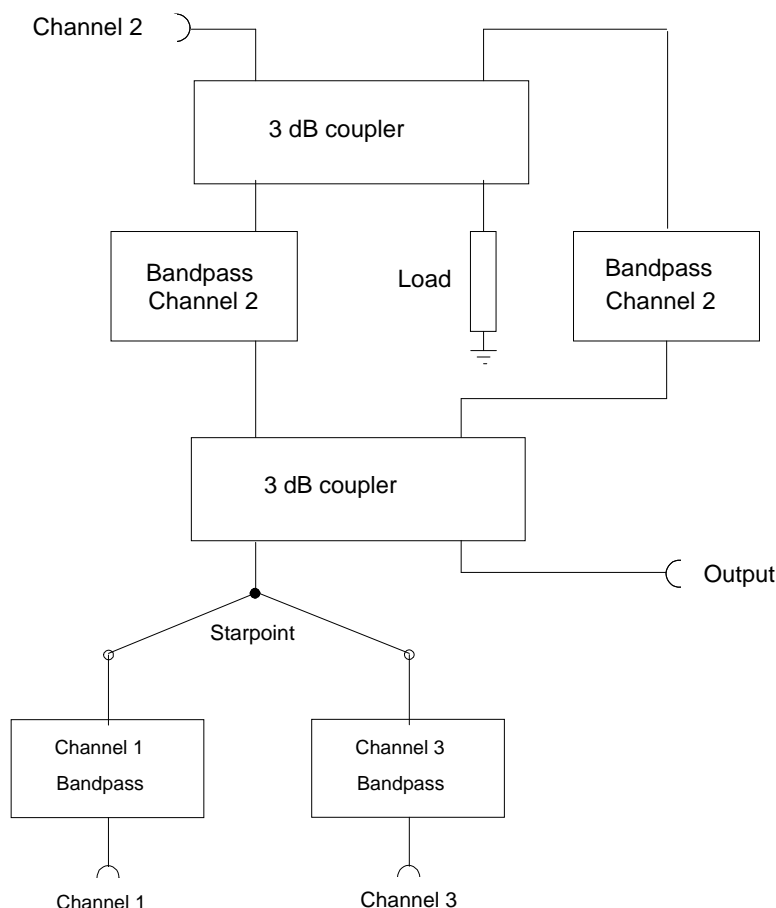 Channel 2
3 dB coupler
Bandpass
Channel 2
Load
Bandpass
Channel 2
3 dB coupler
Output
Starpoint
Channel 1
Bandpass
Channel 3
Bandpass
Channel 1
Channel 3